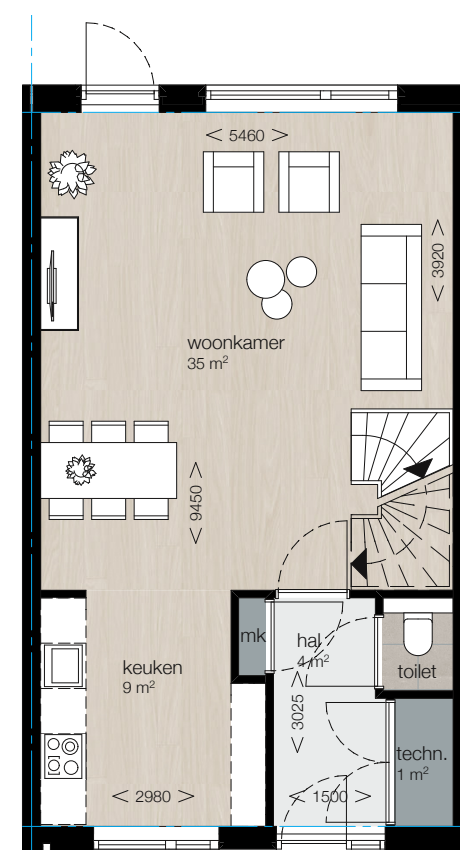 < 5460 >
< 3920 >
woonkamer
35 m²
< 9450 >
mk
hal
4 m²
toilet
keuken
9 m²
< 3025 >
techn.
1 m²
< 2980 >
< 1500 >